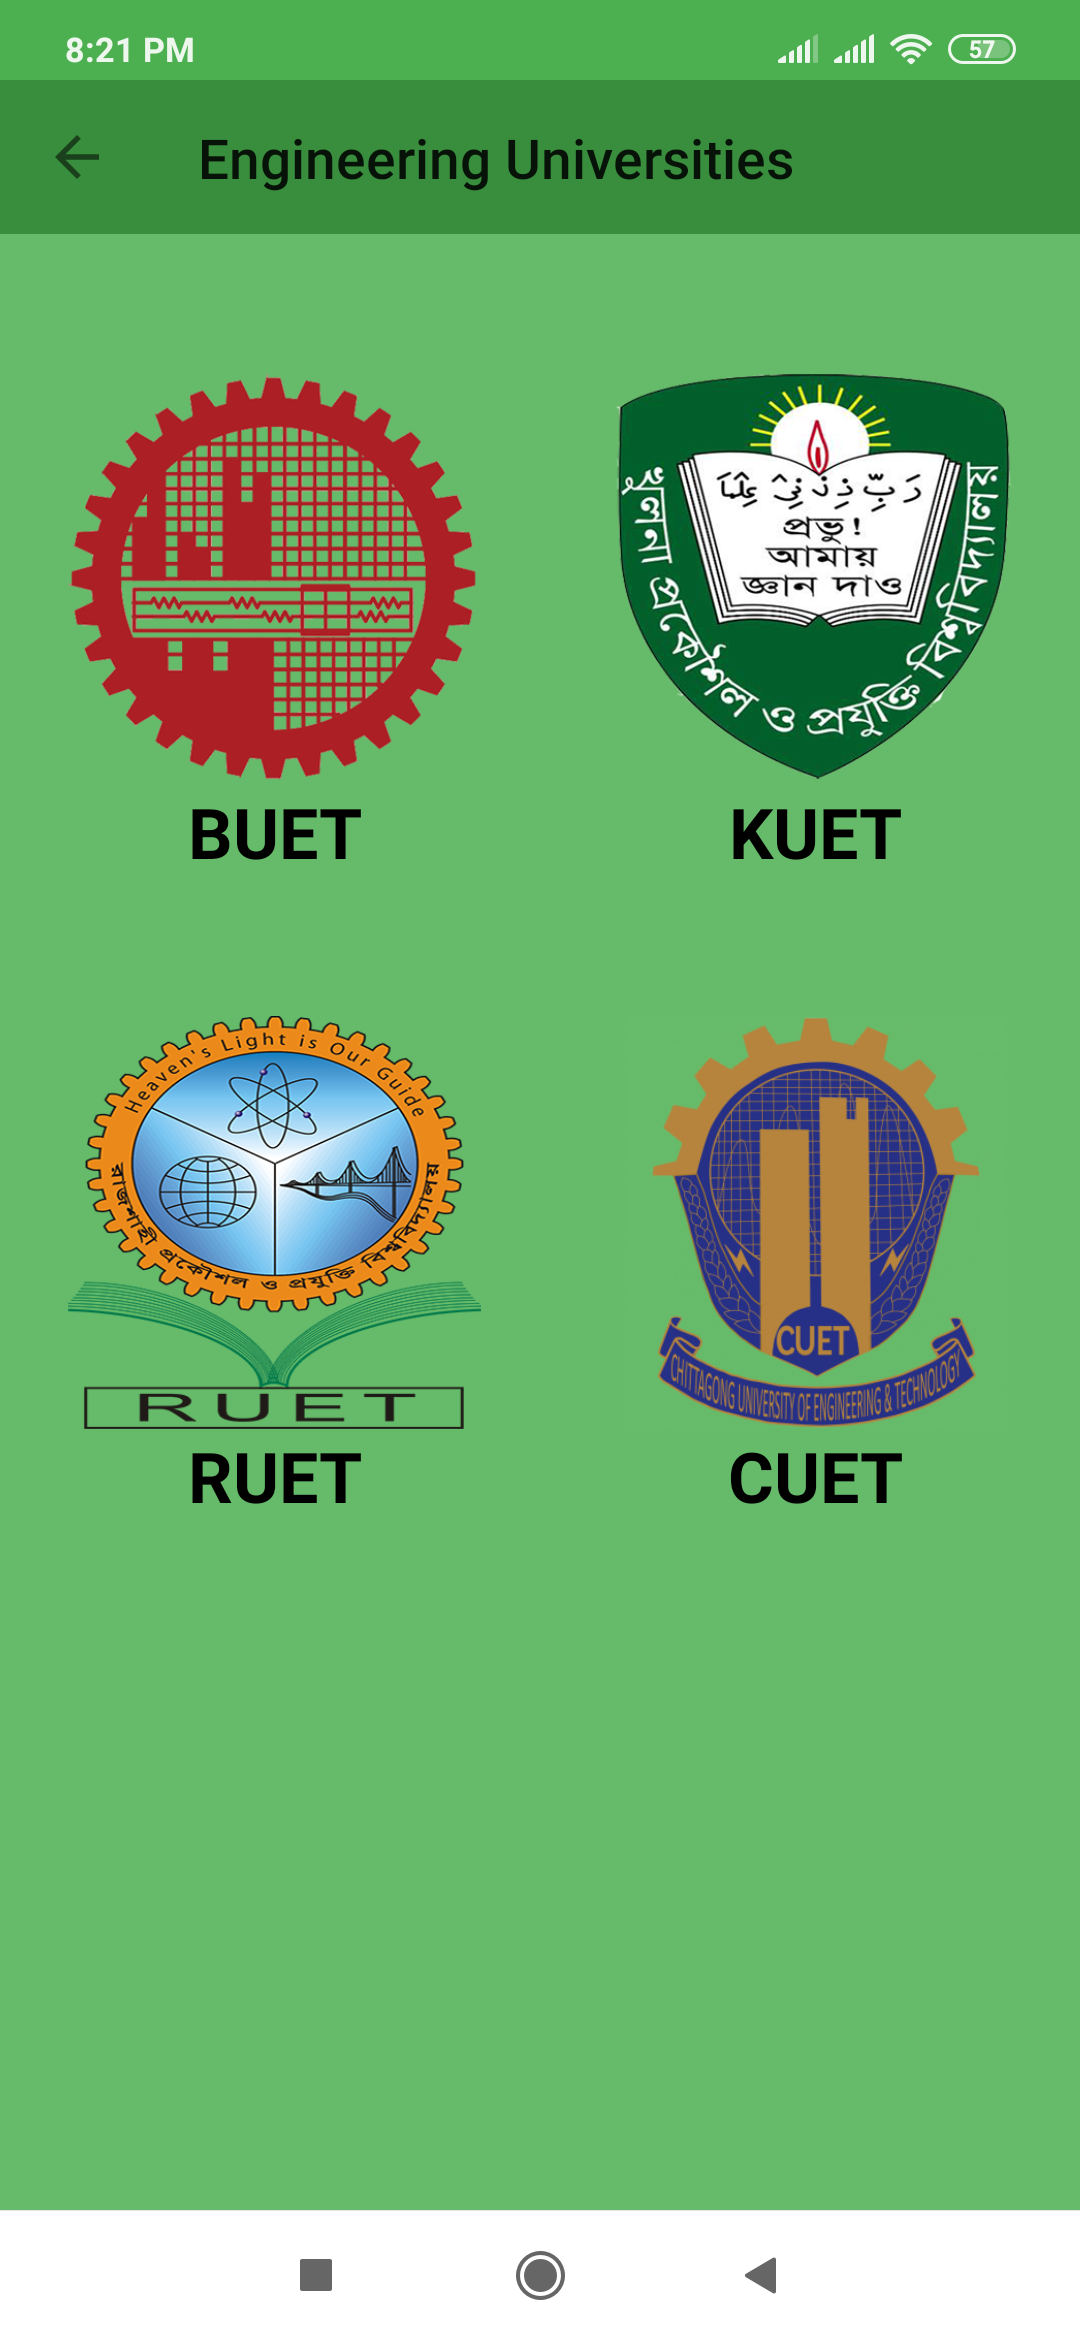 8:21 PM
57
Engineering Universities
رَبِّ زِدْنِىْ عِلْمًا
প্রভু!
আমায়
জ্ঞান দাও
খুলনা প্রকৌশল ও প্রযুক্তি বিশ্ববিদ্যালয়
BUET
KUET
Heaven's Light is Our Guide
রাজশাহী প্রকৌশল ও প্রযুক্তি বিশ্ববিদ্যালয়
RUET
CUET
CHITTAGONG UNIVERSITY OF ENGINEERING & TECHNOLOGY
RUET
CUET